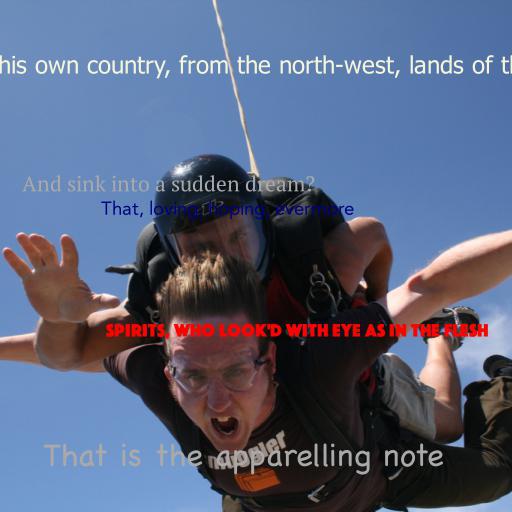 his own country, from the north-west, lands of th
And sink into a sudden dream?
That, loving, hoping, evermore
SPIRITS, WHO LOOK'D WITH EYE AS IN THE FLESH
That is the apparelling note